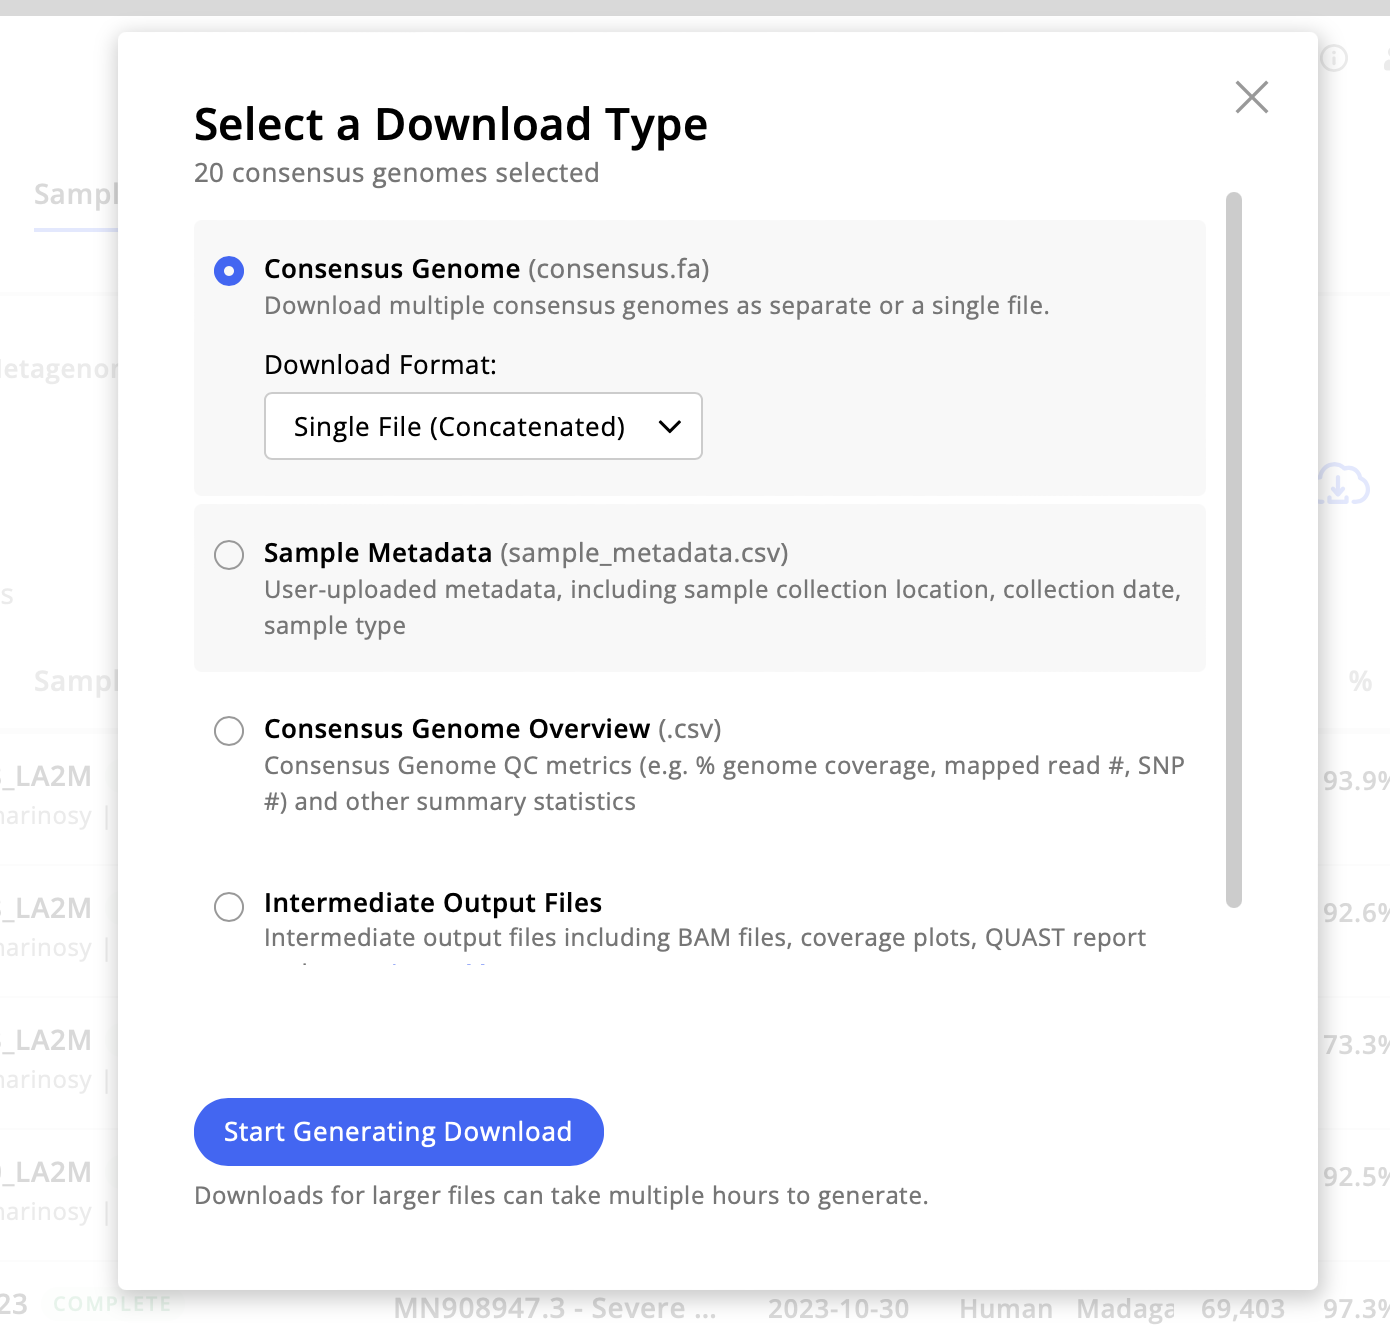 Select a Download Type
20 consensus genomes selected
Consensus Genome (consensus.fa)
Download multiple consensus genomes as separate or a single file.
Download Format:
Single File (Concatenated)
Sample Metadata (sample_metadata.csv)
User-uploaded metadata, including sample collection location, collection date,
sample type
Consensus Genome Overview (.csv)
Consensus Genome QC metrics (e.g. % genome coverage, mapped read #, SNP
#) and other summary statistics
Intermediate Output Files
Intermediate output files including BAM files, coverage plots, QUAST report
Start Generating Download
Downloads for larger files can take multiple hours to generate.
Sampl
etagenor
s
Sampl
%
_LA2M
93.9%
arinosy |
_LA2M
92.6%
arinosy |
_LA2M
73.3%
arinosy |
_LA2M
92.5%
arinosy |
23 COMPLETE MN908947.3 - Severe ... 2023-10-30 Human Madaga 69,403 97.3%